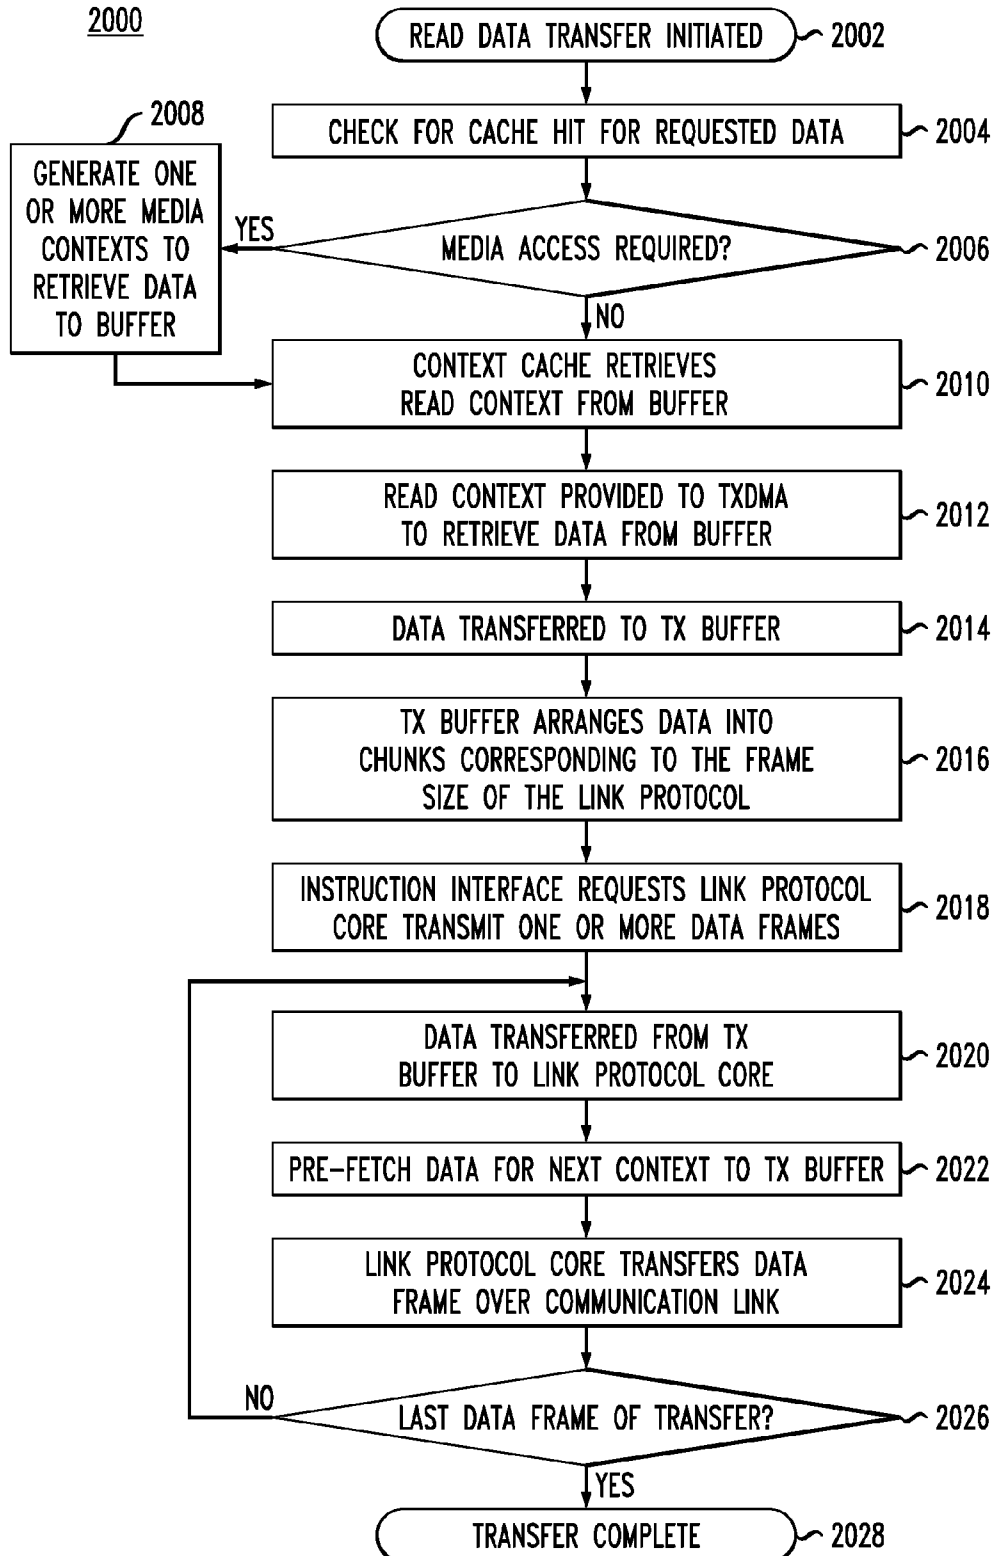 2000
READ DATA TRANSFER INITIATED
2002
CHECK FOR CACHE HIT FOR REQUESTED DATA
2004
2008
GENERATE ONE
OR MORE MEDIA
CONTEXTS TO
RETRIEVE DATA
TO BUFFER
YES
MEDIA ACCESS REQUIRED?
2006
NO
CONTEXT CACHE RETRIEVES
READ CONTEXT FROM BUFFER
2010
READ CONTEXT PROVIDED TO TXDMA
TO RETRIEVE DATA FROM BUFFER
2012
DATA TRANSFERRED TO TX BUFFER
2014
TX BUFFER ARRANGES DATA INTO
CHUNKS CORRESPONDING TO THE FRAME
SIZE OF THE LINK PROTOCOL
2016
INSTRUCTION INTERFACE REQUESTS LINK PROTOCOL
CORE TRANSMIT ONE OR MORE DATA FRAMES
2018
DATA TRANSFERRED FROM TX
BUFFER TO LINK PROTOCOL CORE
2020
PRE-FETCH DATA FOR NEXT CONTEXT TO TX BUFFER
2022
LINK PROTOCOL CORE TRANSFERS DATA
FRAME OVER COMMUNICATION LINK
2024
NO
LAST DATA FRAME OF TRANSFER?
2026
YES
TRANSFER COMPLETE
2028